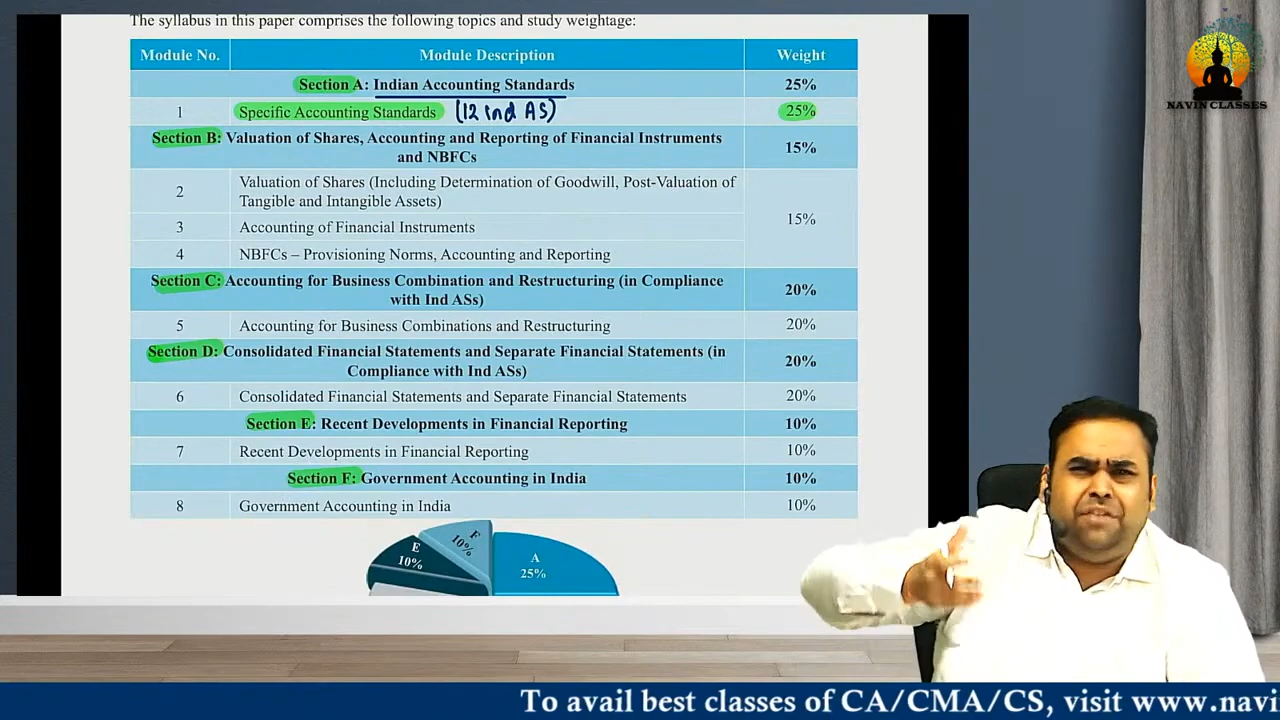 The syllabus in this paper comprises the following topics and study weightage:
NAVIN CLASSES
Module No. Module Description Weight
Section A: Indian Accounting Standards 25%
1 Specific Accounting Standards (12 Ind AS) 25%
Section B: Valuation of Shares, Accounting and Reporting of Financial Instruments
and NBFCs 15%
2 Valuation of Shares (Including Determination of Goodwill, Post-Valuation of
Tangible and Intangible Assets)
15%
3 Accounting of Financial Instruments
4 NBFCs – Provisioning Norms, Accounting and Reporting
Section C: Accounting for Business Combination and Restructuring (in Compliance
with Ind ASs) 20%
5 Accounting for Business Combinations and Restructuring 20%
Section D: Consolidated Financial Statements and Separate Financial Statements (in
Compliance with Ind ASs) 20%
6 Consolidated Financial Statements and Separate Financial Statements 20%
Section E: Recent Developments in Financial Reporting 10%
7 Recent Developments in Financial Reporting 10%
Section F: Government Accounting in India 10%
8 Government Accounting in India 10%
E
10%
F
10%
A
25%
To avail best classes of CA/CMA/CS, visit www.navi